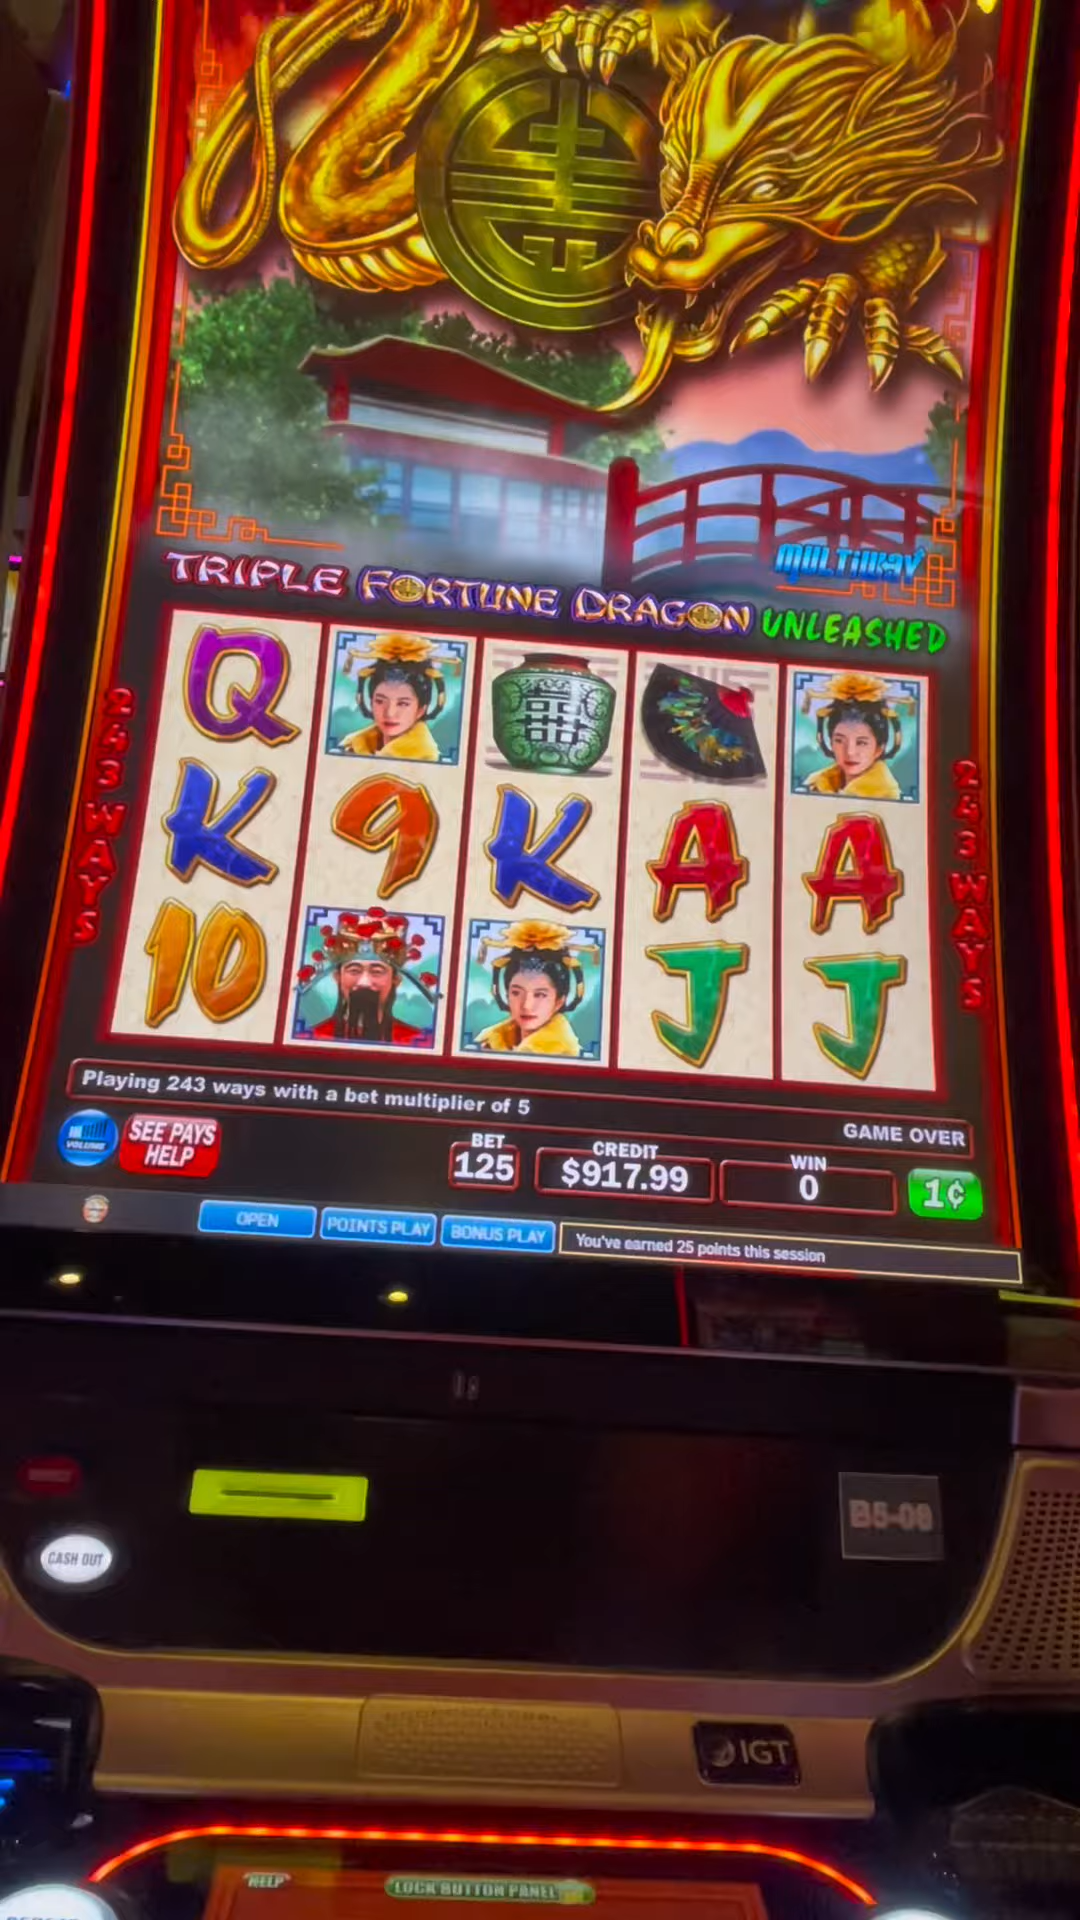 MULTIWAY
TRIPLE FORTUNE DRAGON UNLEASHED
Q
K
9
K
A
A
10
J
J
243 WAYS
243 WAYS
Playing 243 ways with a bet multiplier of 5
GAME OVER
VOLUME
SEE PAYS
HELP
BET
125
CREDIT
$917.99
WIN
0
1¢
OPEN
POINTS PLAY
BONUS PLAY
You've earned 25 points this session
B5-08
CASH OUT
IGT
HELP
LOCK BUTTON PANEL